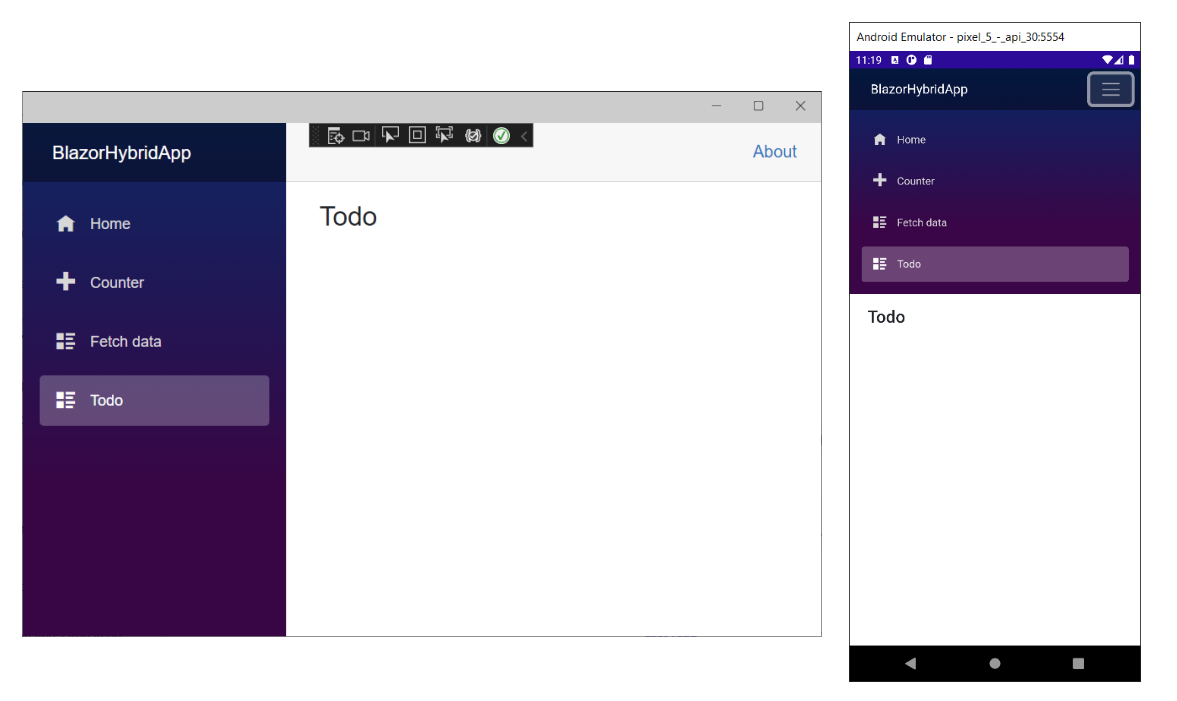 BlazorHybridApp
Home
Counter
Fetch data
Todo
About
Todo
Android Emulator - pixel_5_-_api_30:5554
11:19
BlazorHybridApp
Home
Counter
Fetch data
Todo
Todo